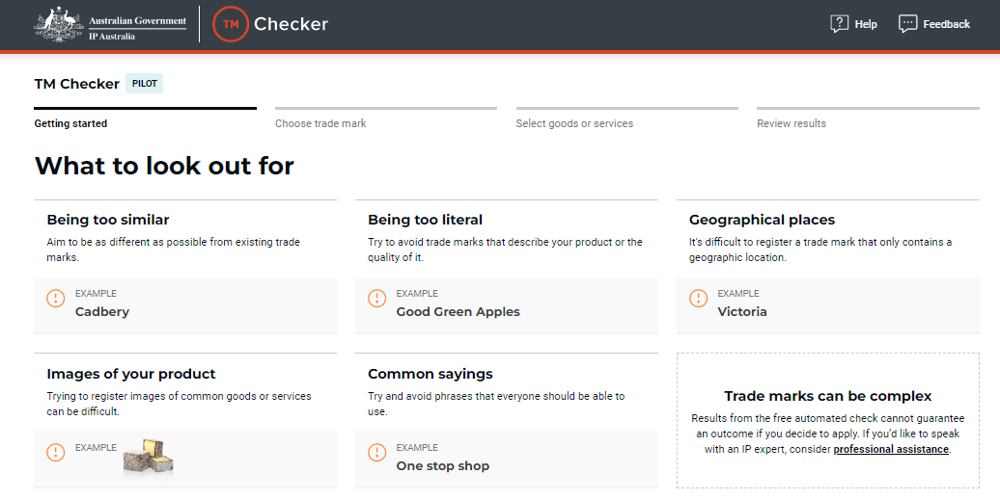 Australian Government
IP Australia
TM Checker
Help
Feedback
TM Checker PILOT
Getting started
Choose trade mark
Select goods or services
Review results
What to look out for
Being too similar
Aim to be as different as possible from existing trade
marks.
EXAMPLE
Cadbery
Being too literal
Try to avoid trade marks that describe your product or the
quality of it.
EXAMPLE
Good Green Apples
Geographical places
It's difficult to register a trade mark that only contains a
geographic location.
EXAMPLE
Victoria
Images of your product
Trying to register images of common goods or services
can be difficult.
EXAMPLE
Common sayings
Try and avoid phrases that everyone should be able to
use.
EXAMPLE
One stop shop
Trade marks can be complex
Results from the free automated check cannot guarantee
an outcome if you decide to apply. If you'd like to speak
with an IP expert, consider professional assistance.